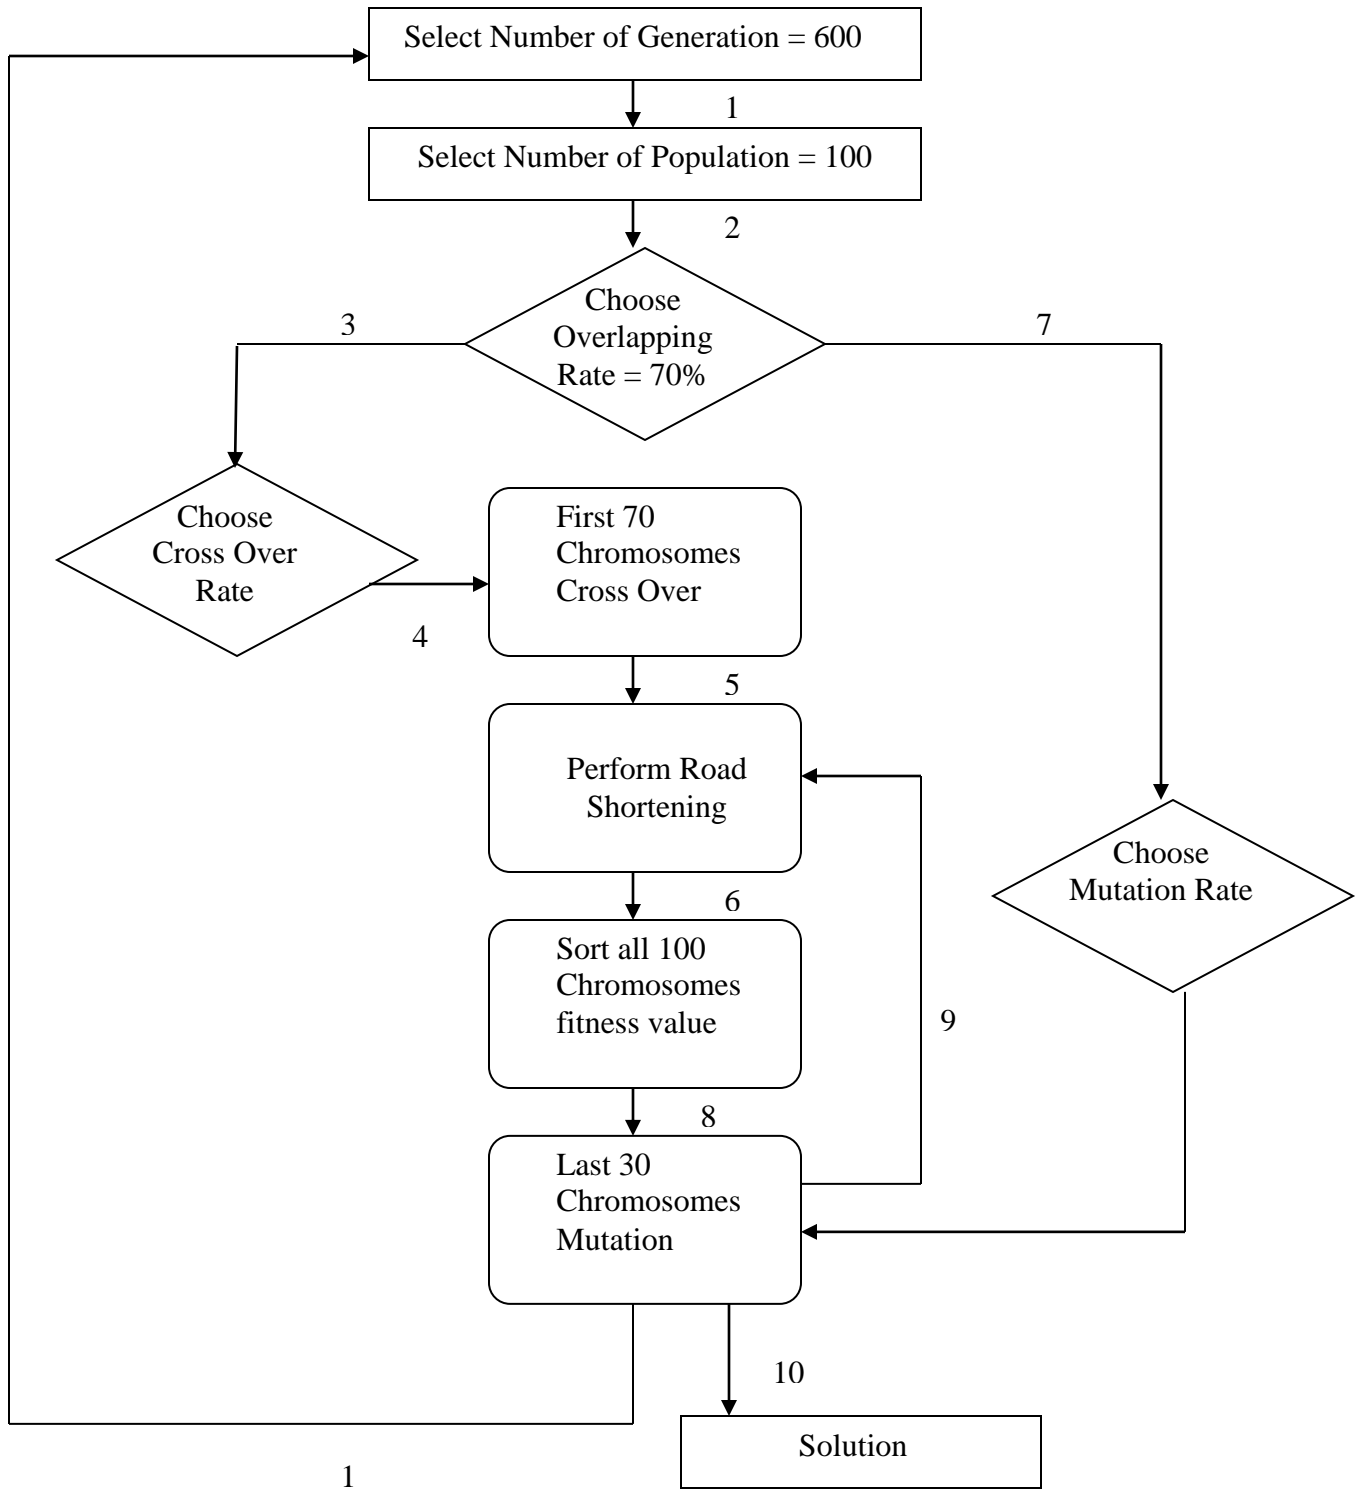 Select Number of Generation = 600
1
Select Number of Population = 100
2
Choose
Overlapping
Rate = 70%
3
7
Choose
Cross Over
Rate
First 70
Chromosomes
Cross Over
4
5
Perform Road
Shortening
Choose
Mutation Rate
6
Sort all 100
Chromosomes
fitness value
9
8
Last 30
Chromosomes
Mutation
10
Solution
1